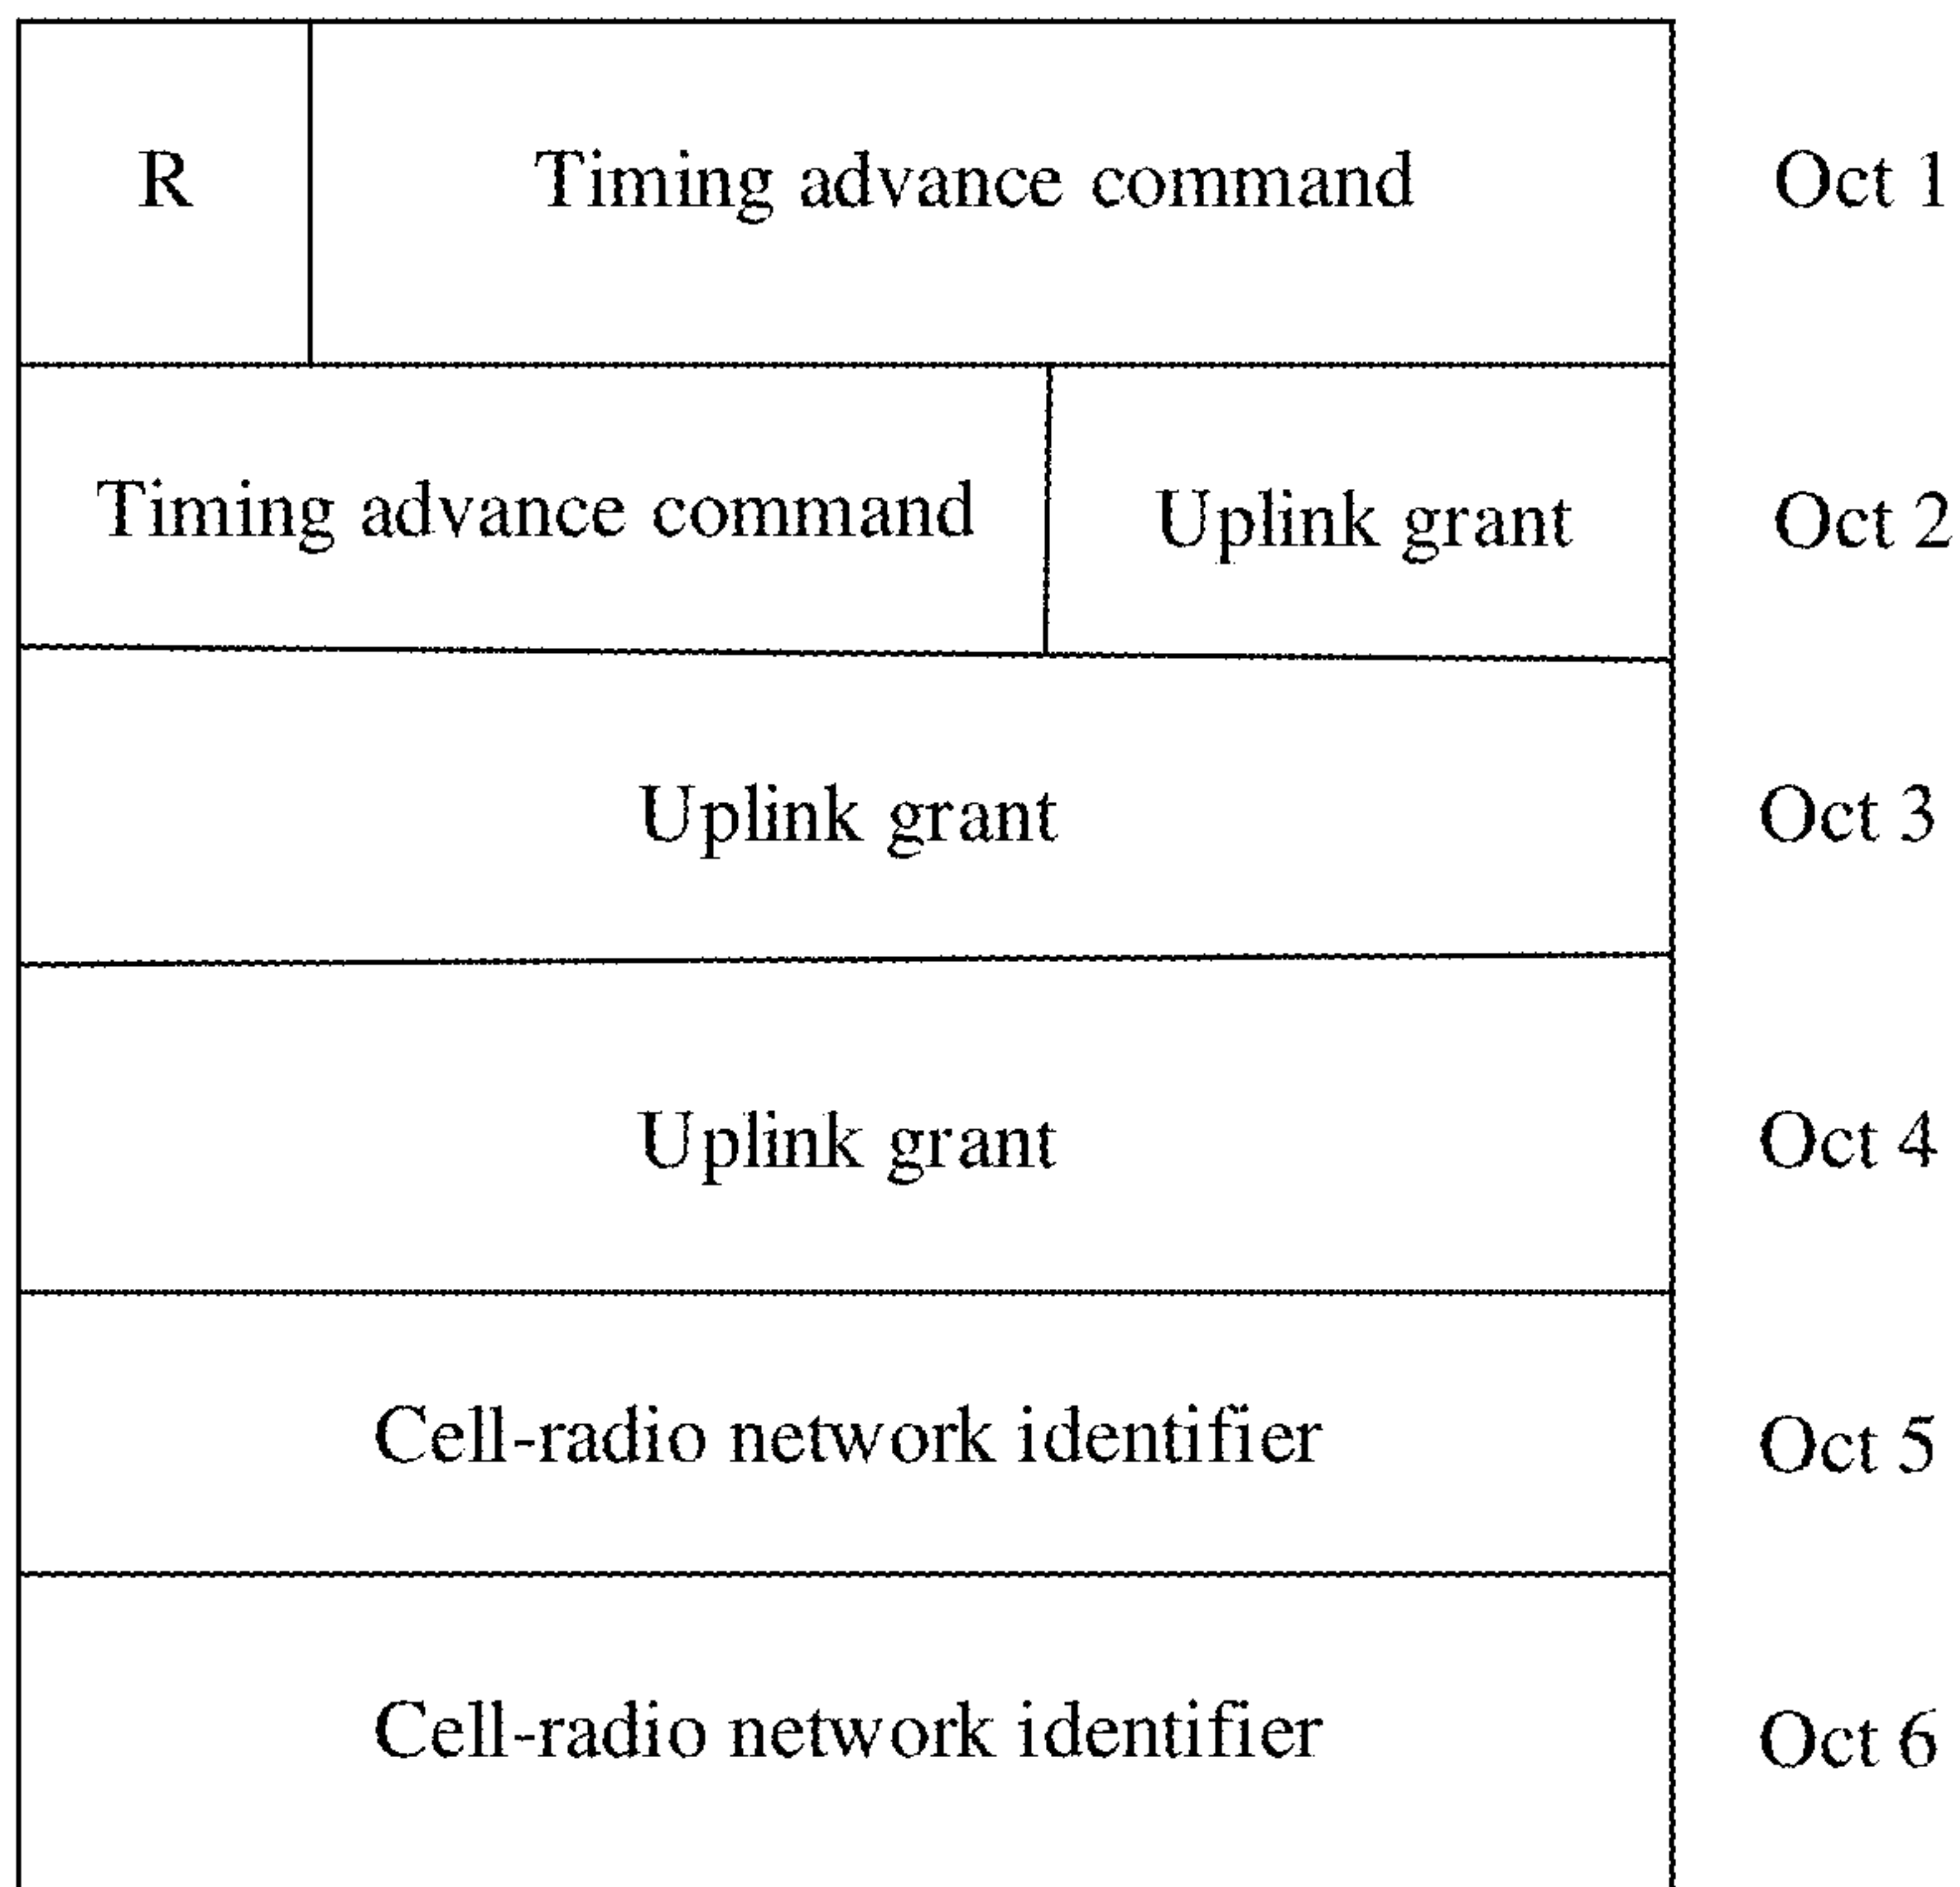 R Timing advance command Oct 1
Timing advance command Uplink grant Oct 2
Uplink grant Oct 3
Uplink grant Oct 4
Cell-radio network identifier Oct 5
Cell-radio network identifier Oct 6